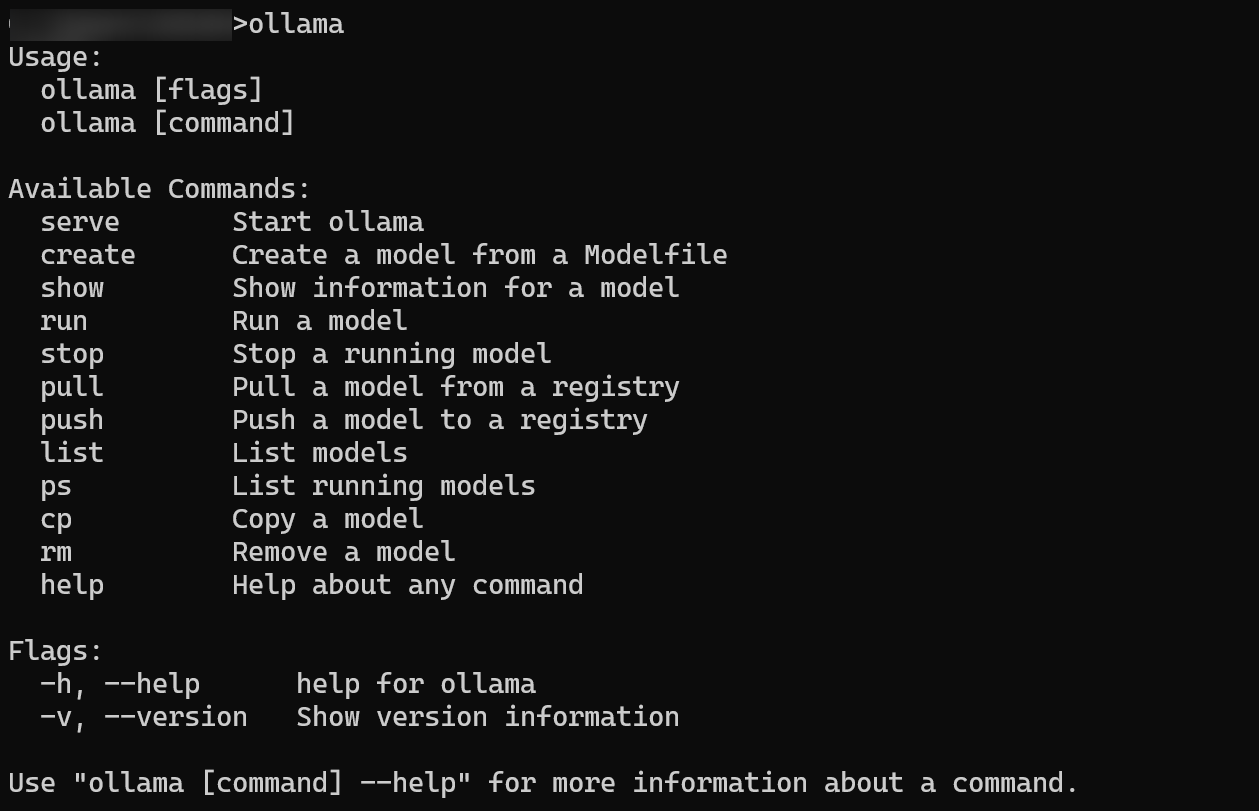 >ollama
Usage:
  ollama [flags]
  ollama [command]

Available Commands:
  serve       Start ollama
  create      Create a model from a Modelfile
  show        Show information for a model
  run         Run a model
  stop        Stop a running model
  pull        Pull a model from a registry
  push        Push a model to a registry
  list        List models
  ps          List running models
  cp          Copy a model
  rm          Remove a model
  help        Help about any command

Flags:
  -h, --help      help for ollama
  -v, --version   Show version information

Use "ollama [command] --help" for more information about a command.